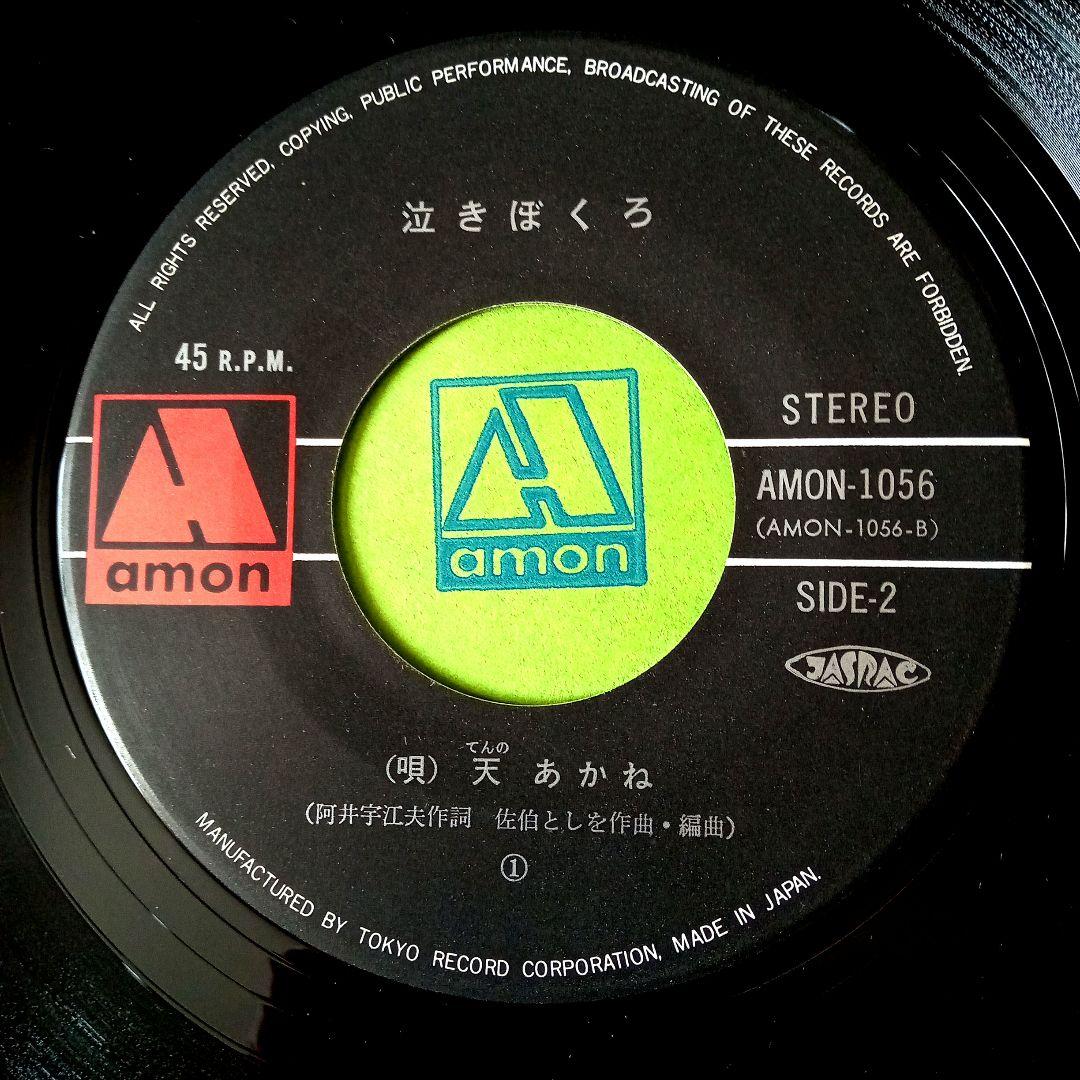 ALL RIGHTS RESERVED. COPYING, PUBLIC PERFORMANCE, BROADCASTING OF THESE RECORDS ARE FORBIDDEN.
泣きぼくろ
45 R.P.M.
amon
amon
STEREO
AMON-1056
(AMON-1056-B)
SIDE-2
JASRAC
てんの
(唄) 天 あかね
(阿井宇江夫作詞 佐伯としを作曲・編曲)
①
MANUFACTURED BY TOKYO RECORD CORPORATION, MADE IN JAPAN.